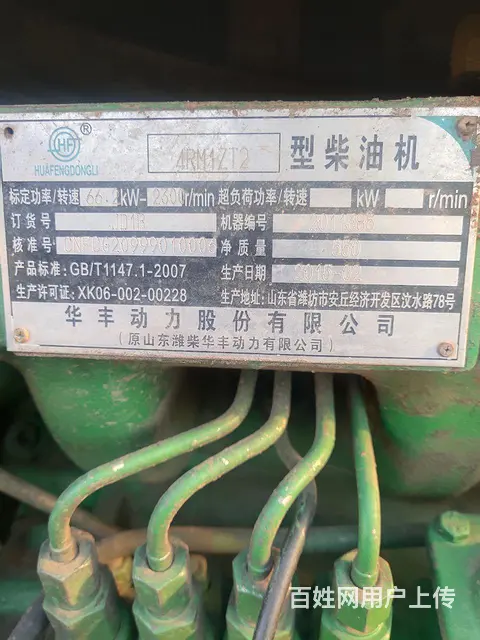 HF®
HUAFENGDONGLI
4RM1ZT2 型柴油机
标定功率/转速 66.2kW- 2600r/min 超负荷功率/转速 kW r/min
订货号 机器编号
核准号 净质量
产品标准: GB/T1147.1-2007 生产日期
生产许可证: XK06-002-00228 生产地址: 山东省潍坊市安丘经济开发区汶水路78号
华丰动力股份有限公司
(原山东潍柴华丰动力有限公司)
百姓网用户上传